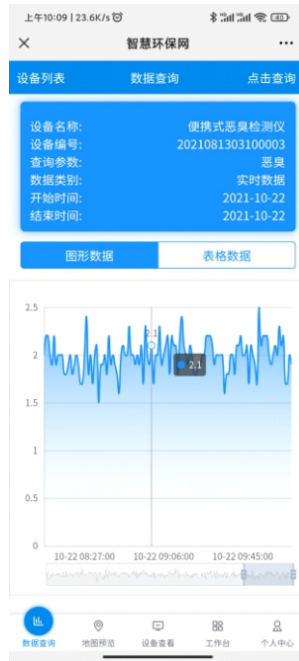 上午10:09 | 23.6K/s
40
智慧环保网
设备列表 数据查询 点击查询
设备名称: 便携式恶臭检测仪
设备编号: 2021081303100003
查询参数: 恶臭
数据类别: 实时数据
开始时间: 2021-10-22
结束时间: 2021-10-22
图形数据 表格数据
2.5
2.1
2
2.1
1.5
1
0.5
0
10-22 08:27:00 10-22 09:06:00 10-22 09:45:00
数据查询 地图预览 设备查看 工作台 个人中心